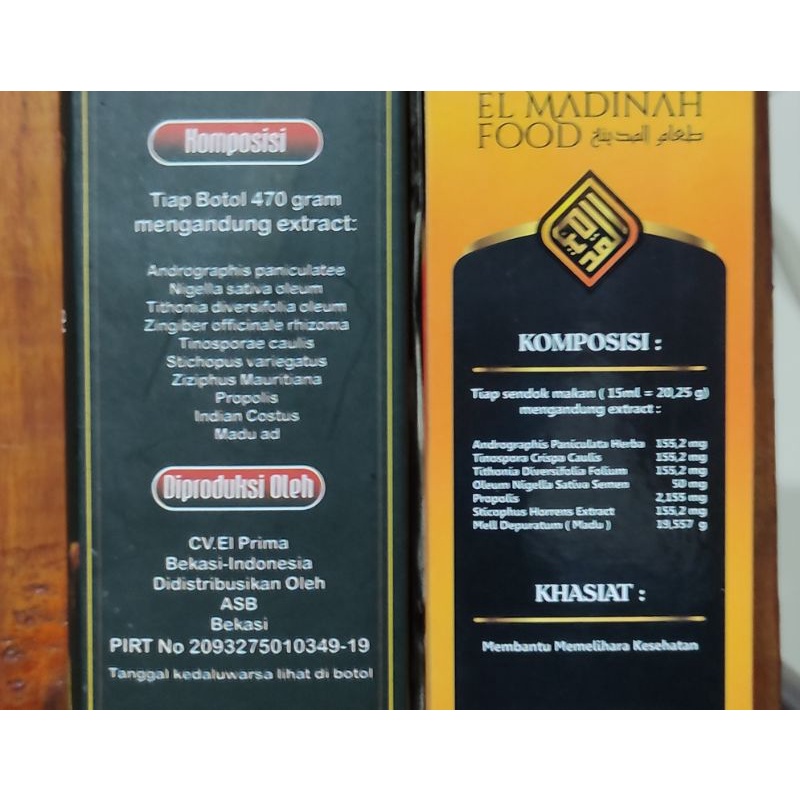 Komposisi
Tiap Botol 470 gram
mengandung extract:
Andrographis paniculatee
Nigella sativa oleum
Tithonia diversifolia oleum
Zingiber officinale rhizoma
Tinosporae caulis
Stichopus variegatus
Ziziphus Mauritiana
Propolis
Indian Costus
Madu ad
Diproduksi Oleh
CV.El Prima
Bekasi-Indonesia
Didistribusikan Oleh
ASB
Bekasi
PIRT No 2093275010349-19
Tanggal kedaluwarsa lihat di botol
EL MADINAH
FOOD طعام المدينة
KOMPOSISI :
Tiap sendok makan ( 15ml = 20,25 g)
mengandung extract :
Andrographis Paniculata Herba 155,2 mg
Tinospora Crispa Caulis 155,2 mg
Tithonia Diversifolia Folium 155,2 mg
Oleum Nigella Sativa Semen 50 mg
Propolis 2,155 mg
Sticophus Horrens Extract 155,2 mg
Mell Depuratum ( Madu ) 19,557 g
KHASIAT :
Membantu Memelihara Kesehatan